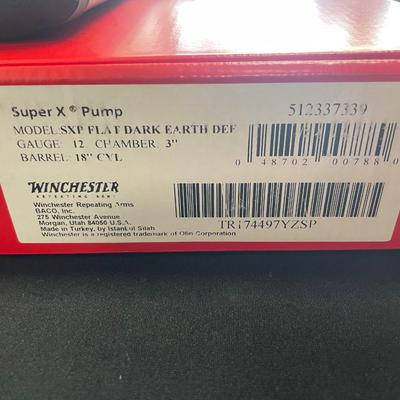 Super X® Pump
512337339
MODEL: SXP FLAT DARK EARTH DEF
GAUGE: 12 CHAMBER: 3"
BARREL: 18" CYL
0 48702 00788 0
WINCHESTER
REPEATING ARMS
Winchester Repeating Arms
BACO, Inc.
275 Winchester Avenue
Morgan, Utah 84050 U.S.A.
Made in Turkey, by Istanbul Silah
Winchester is a registered trademark of Olin Corporation
TR174497YZSP